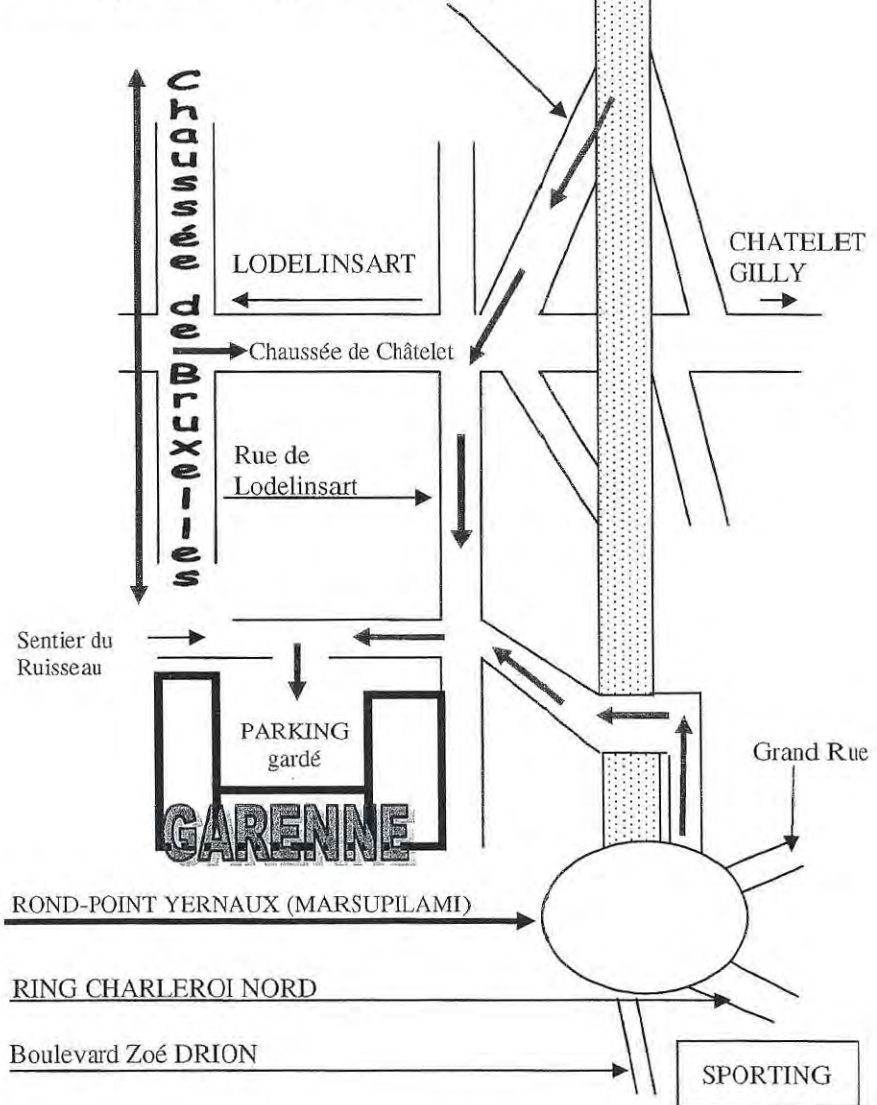 Chaussée de Bruxelles
LODELINSART
CHATELET
GILLY
Chaussée de Châtelet
Rue de
Lodelinsart
Sentier du
Ruisseau
PARKING
gardé
Grand Rue
GARENNE
ROND-POINT YERNAUX (MARSUPILAMI)
RING CHARLEROI NORD
Boulevard Zoé DRION
SPORTING